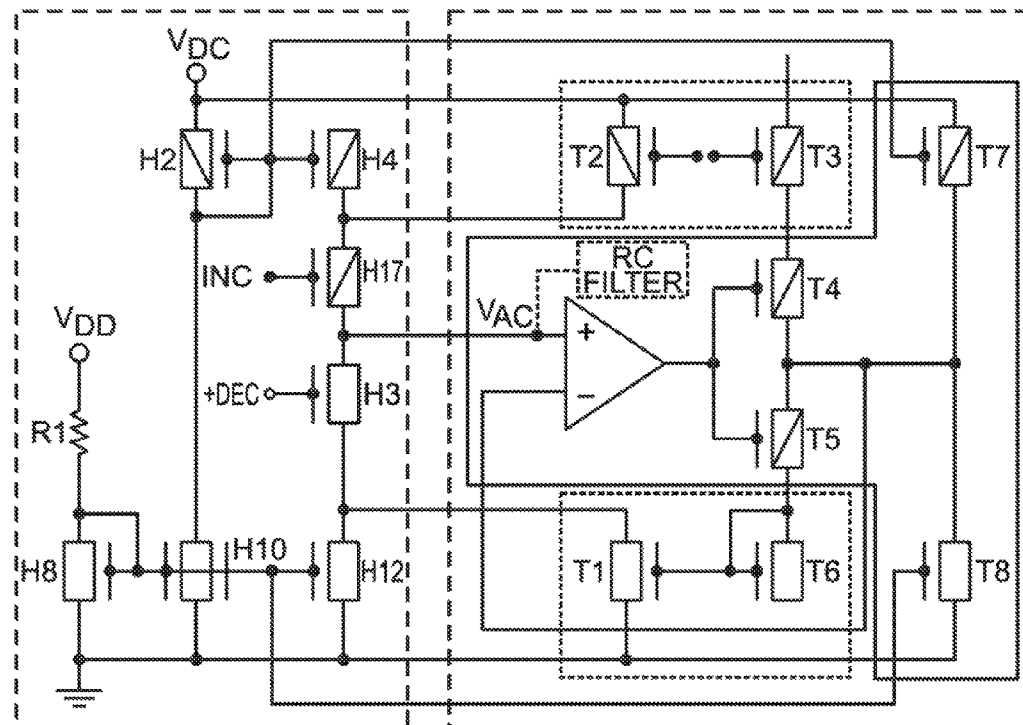 VDC
H2
H4
T2
T3
T7
INC
H17
RC
FILTER
T4
VAC
VDD
+
+DEC
H3
−
R1
T5
H8
H10
H12
T1
T6
T8